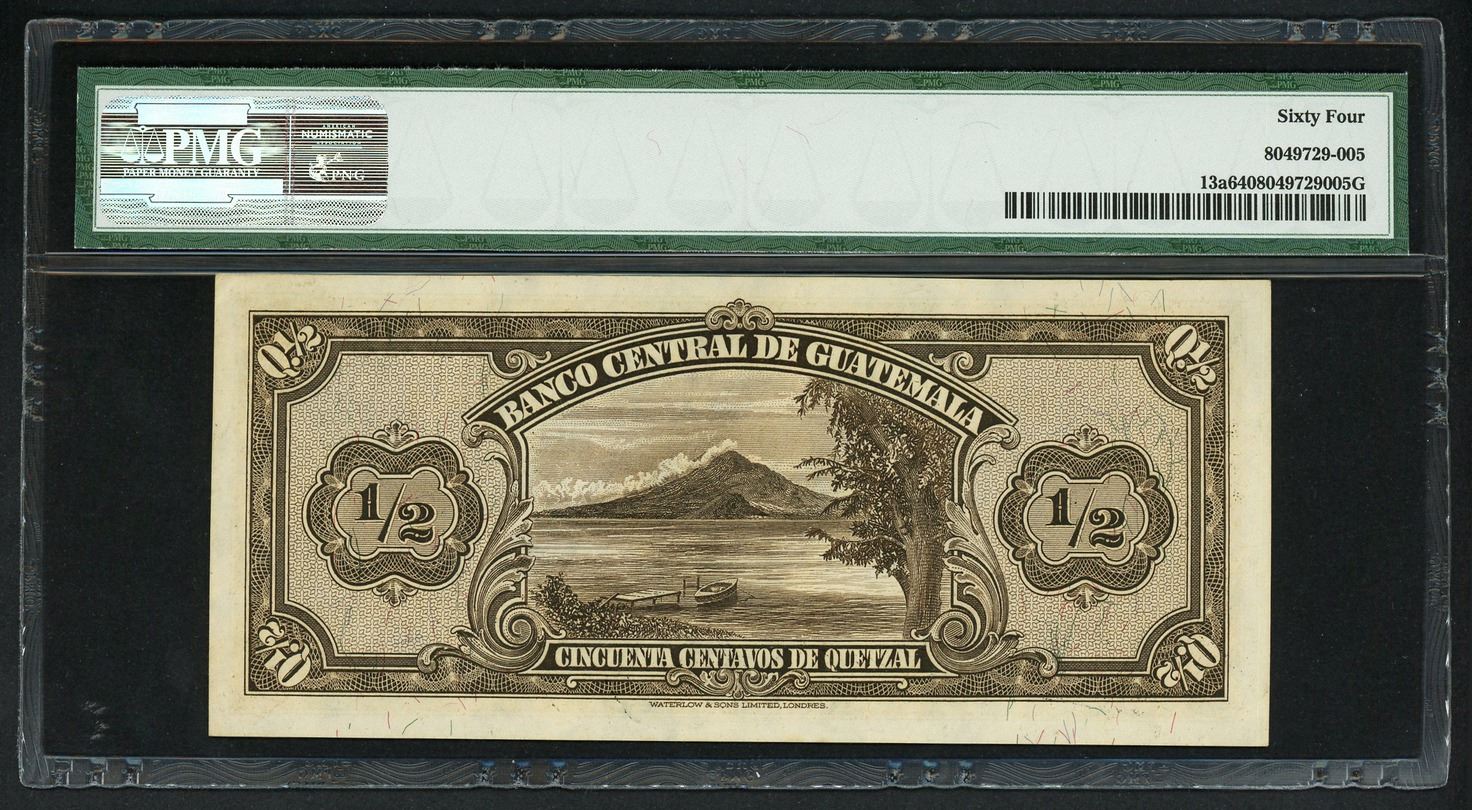 PMG
PAPER MONEY GUARANTY
AMERICAN
NUMISMATIC
ASSOCIATION
PNG
Sixty Four
8049729-005
13a6408049729005G
Q1/2
Q1/2
BANCO CENTRAL DE GUATEMALA
1/2
1/2
Q1/2
Q1/2
CINCUENTA CENTAVOS DE QUETZAL
WATERLOW & SONS LIMITED, LONDRES.